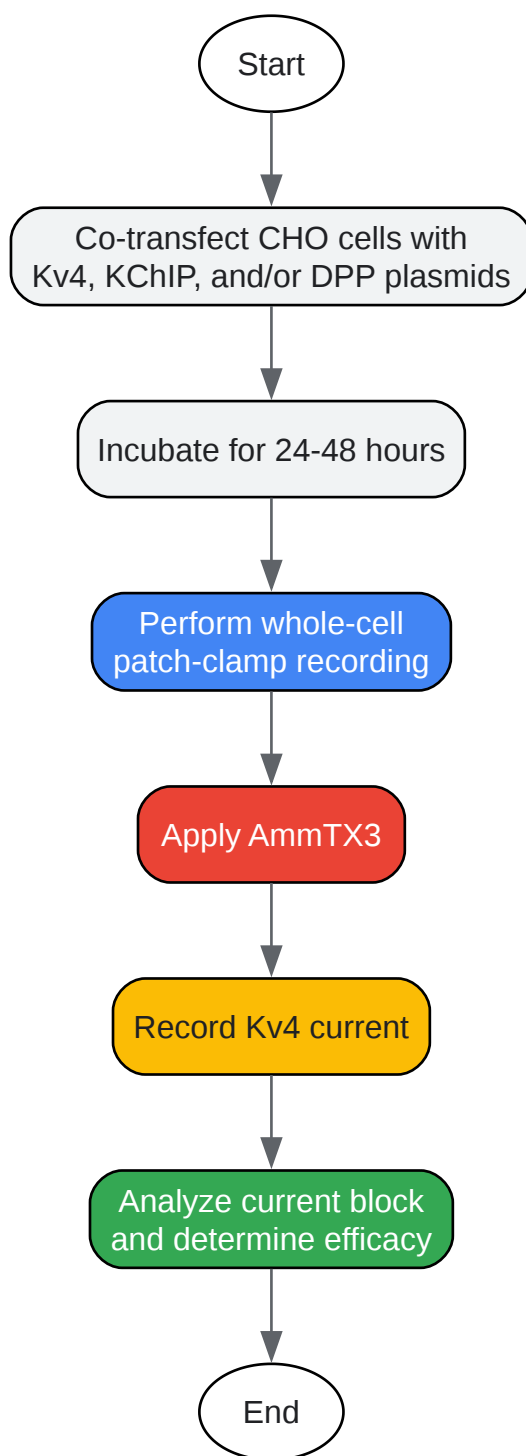 Start
Co-transfect CHO cells with
Kv4, KChIP, and/or DPP plasmids
Incubate for 24-48 hours
Perform whole-cell
patch-clamp recording
Apply AmmTX3
Record Kv4 current
Analyze current block
and determine efficacy
End